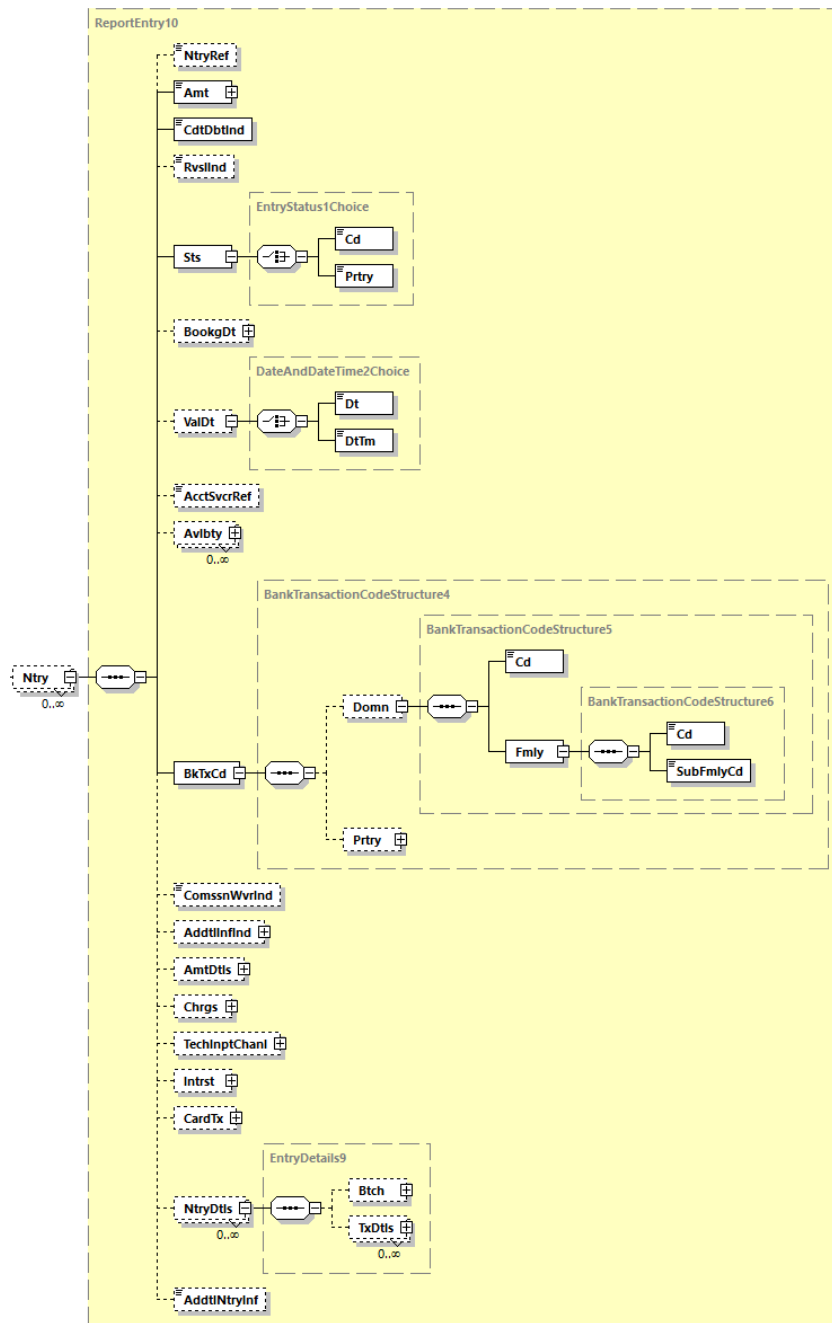 ReportEntry10
NtryRef
Amt
CdtDbtInd
RvslInd
EntryStatus1Choice
Cd
Sts
Prtry
BookgDt
DateAndDateTime2Choice
Dt
ValDt
DtTm
AcctSvcrRef
Avlbty
0..∞
BankTransactionCodeStructure4
BankTransactionCodeStructure5
Cd
Ntry
0..∞
BankTransactionCodeStructure6
Domn
Cd
Fmly
SubFmlyCd
BkTxCd
Prtry
ComssnWvrInd
AddtlInfInd
AmtDtls
Chrgs
TechInptChanl
Intrst
CardTx
EntryDetails9
Btch
NtryDtls
0..∞
TxDtls
0..∞
AddtlNtryInf